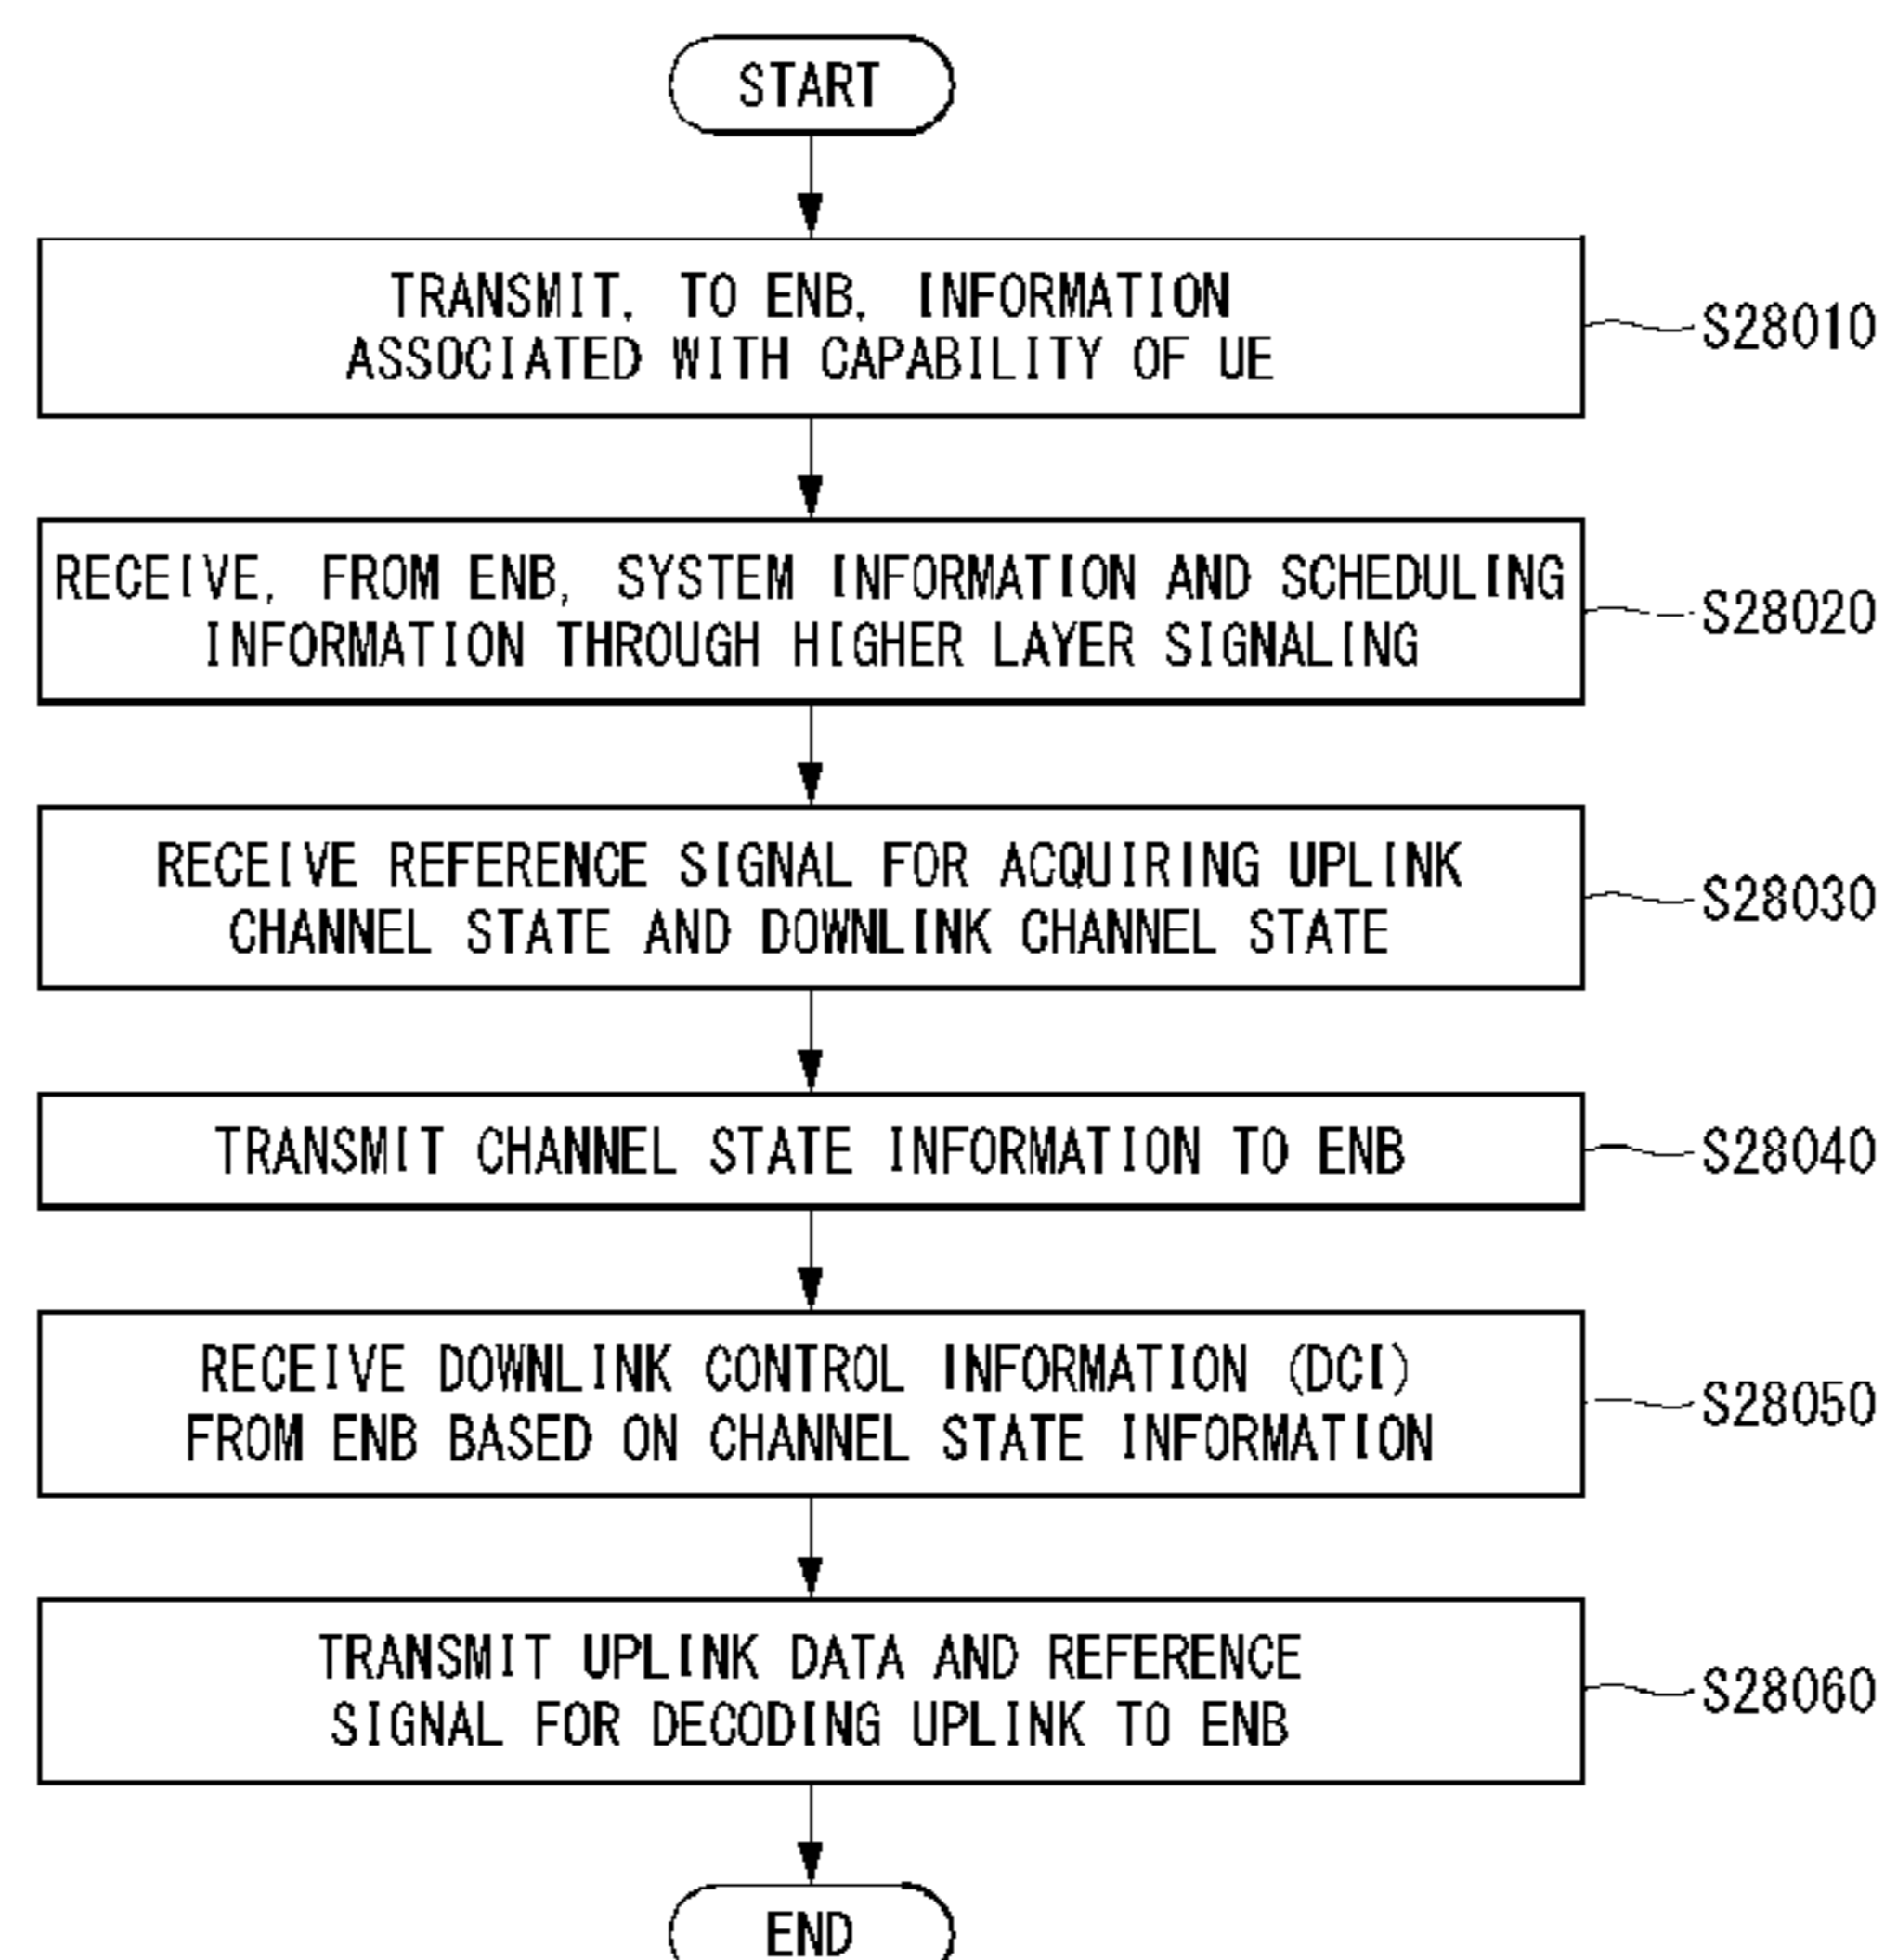 START
TRANSMIT, TO ENB, INFORMATION
ASSOCIATED WITH CAPABILITY OF UE
S28010
RECEIVE, FROM ENB, SYSTEM INFORMATION AND SCHEDULING
INFORMATION THROUGH HIGHER LAYER SIGNALING
S28020
RECEIVE REFERENCE SIGNAL FOR ACQUIRING UPLINK
CHANNEL STATE AND DOWNLINK CHANNEL STATE
S28030
TRANSMIT CHANNEL STATE INFORMATION TO ENB
S28040
RECEIVE DOWNLINK CONTROL INFORMATION (DCI)
FROM ENB BASED ON CHANNEL STATE INFORMATION
S28050
TRANSMIT UPLINK DATA AND REFERENCE
SIGNAL FOR DECODING UPLINK TO ENB
S28060
END